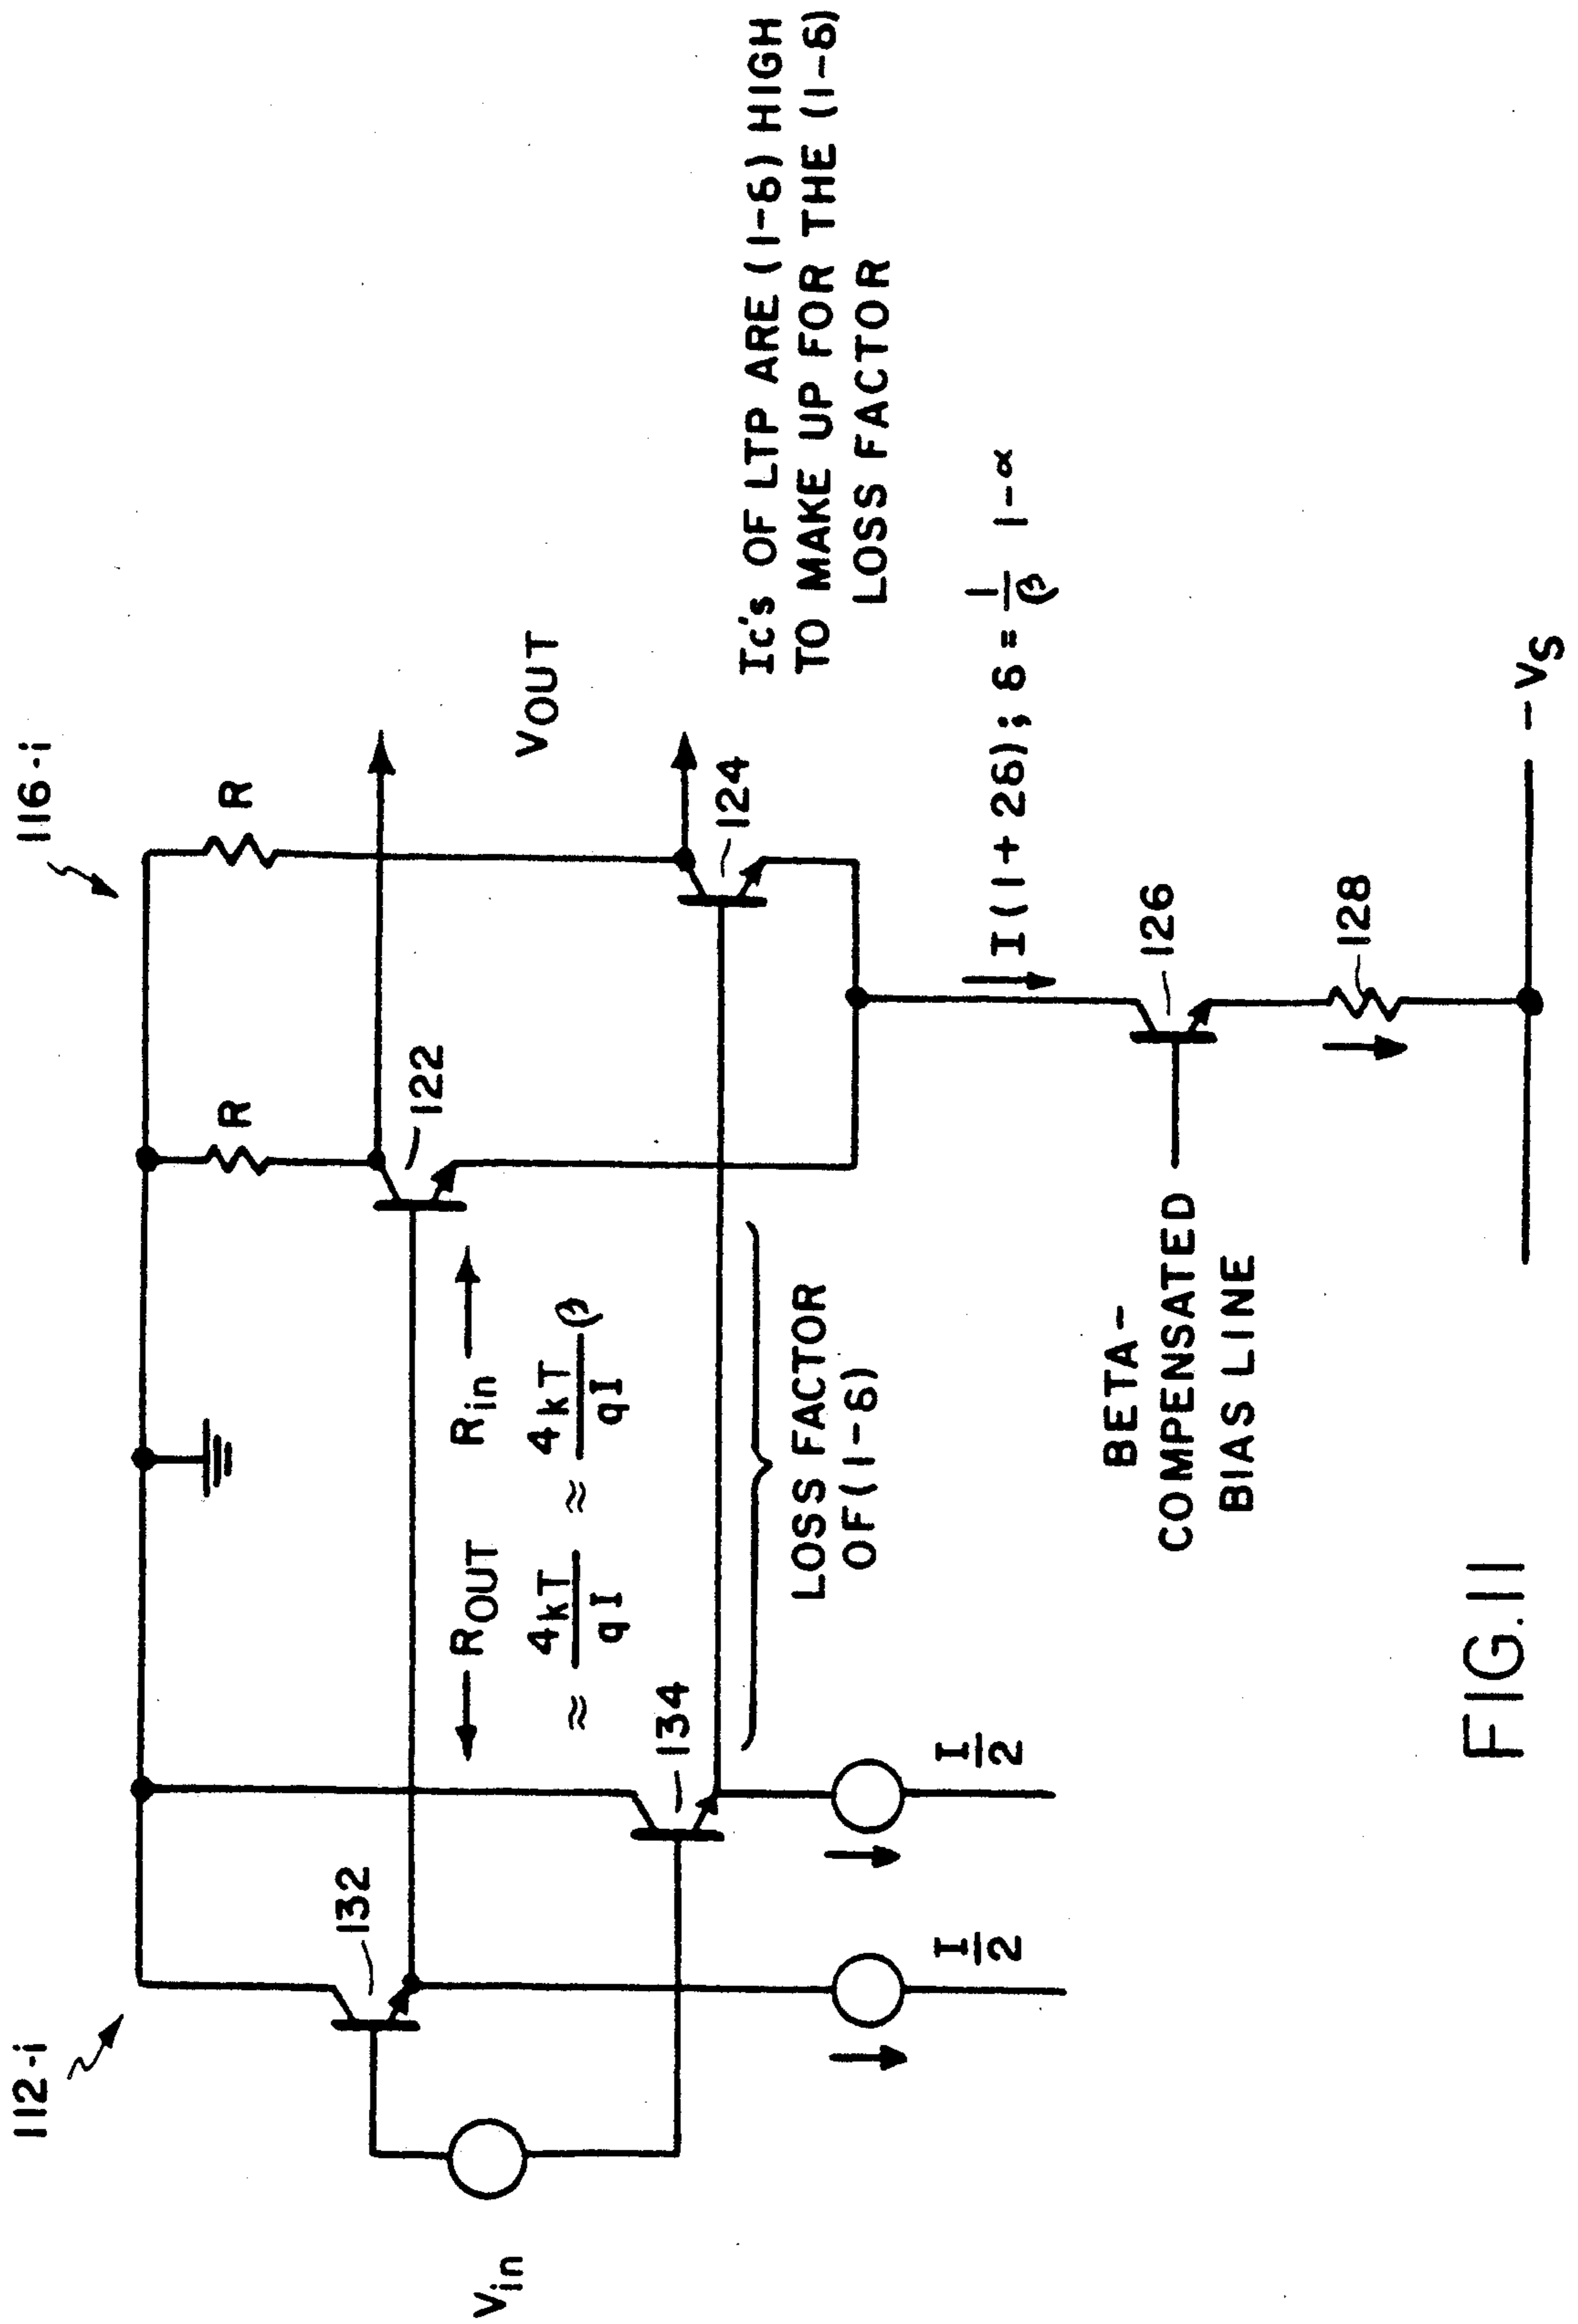 112-i
116-i
R
R
132
122
VOUT
Vin
ROUT
Rin
≈ 4kT/qI
≈ 4kT/qI β
134
124
LOSS FACTOR
OF (1-δ)
Ic's OF LTP ARE (1-δ) HIGH
TO MAKE UP FOR THE (1-δ)
LOSS FACTOR
I/2
I/2
I(1+2δ); δ = 1/β 1-α
BETA-
COMPENSATED
BIAS LINE
126
128
-VS
FIG.11